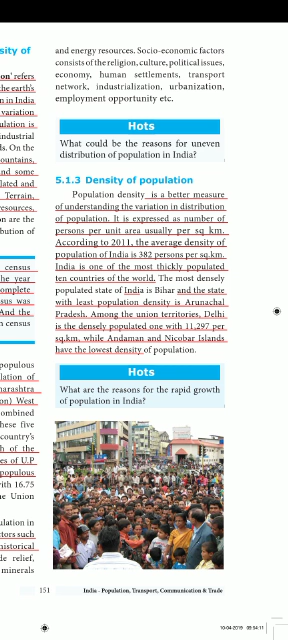 sity of
on' refers
the earth's
n in India
variation
ulation is
industrial
ds. On the
ountains,
nd some
lated and
Terrain,
resources,
on are the
bution of
census
he year
omplete
sus was
And the
n census
populous
lation of
harashtra
on) West
ombined
hese five
country's
h of the
es of U.P
populous
ith 16.75
he Union
ulation in
ctors such
historical
de relief,
minerals
and energy resources. Socio-economic factors
consists of the religion, culture, political issues,
economy, human settlements, transport
network, industrialization, urbanization,
employment opportunity etc.
Hots
What could be the reasons for uneven
distribution of population in India?
5.1.3 Density of population
Population density is a better measure
of understanding the variation in distribution
of population. It is expressed as number of
persons per unit area usually per sq. km.
According to 2011, the average density of
population of India is 382 persons per sq.km.
India is one of the most thickly populated
ten countries of the world. The most densely
populated state of India is Bihar and the state
with least population density is Arunachal
Pradesh. Among the union territories, Delhi
is the densely populated one with 11,297 per
sq.km, while Andaman and Nicobar Islands
have the lowest density of population.
Hots
What are the reasons for the rapid growth
of population in India?
151 India - Population, Transport, Communication & Trade